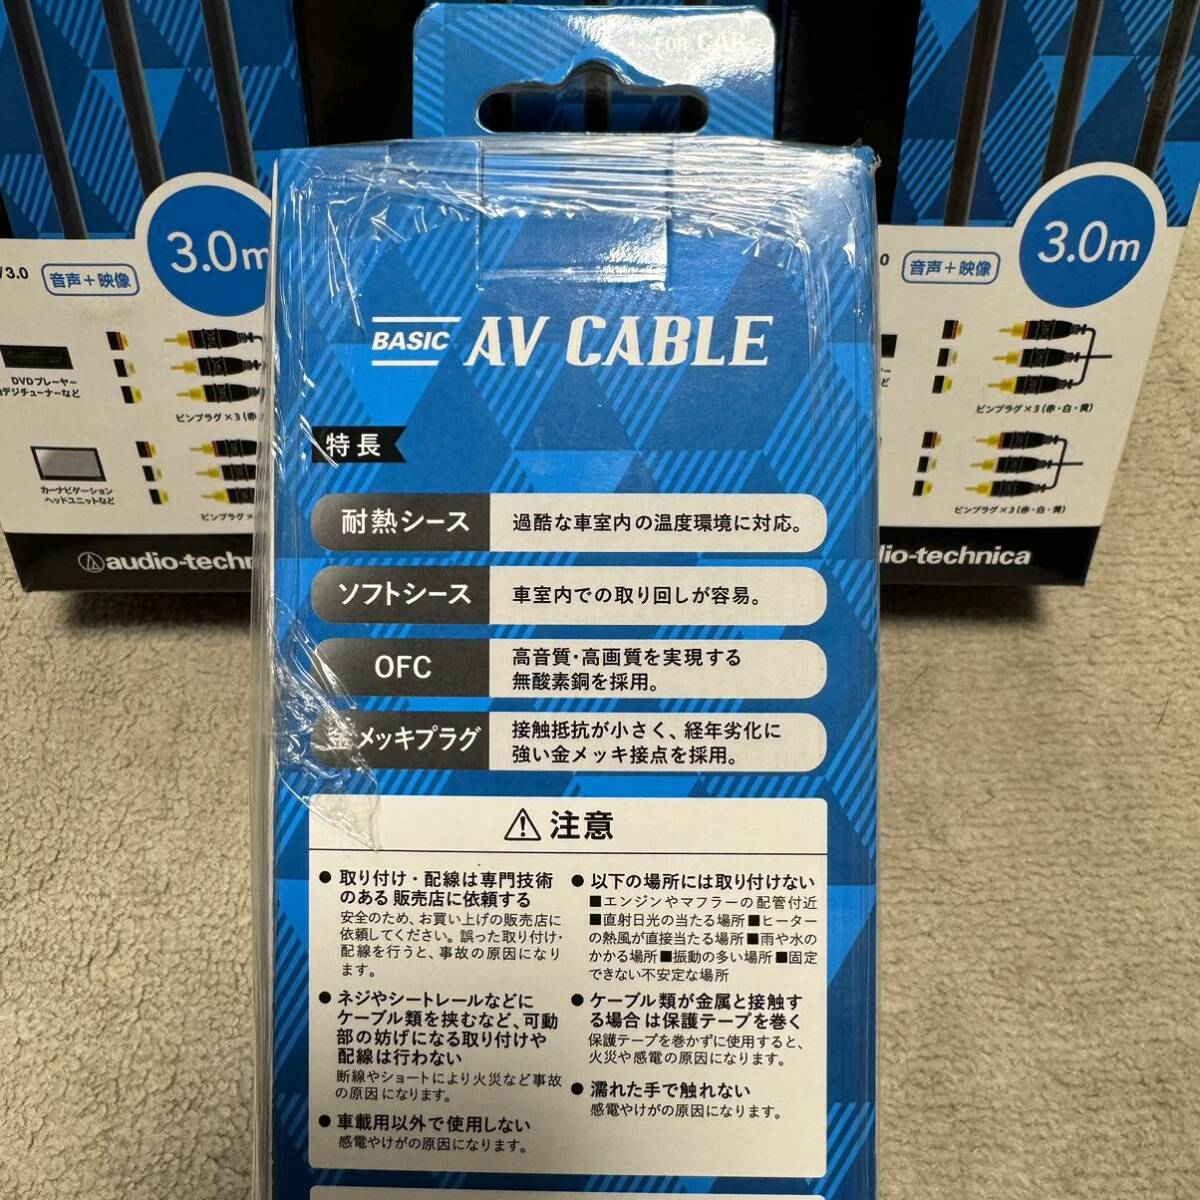 FOR CAR
3.0m
/3.0
音声+映像
DVDプレーヤー
デジチューナーなど
ピンプラグ×3(赤
カーナビゲーション
ヘッドユニットなど
ピンプラグ×
audio-techn
3.0m
0
音声+映像
ピンプラグ×3(赤・白・黄)
ピンプラグ×3(赤・白・黄)
io-technica
BASIC AV CABLE
特長
耐熱シース
過酷な車室内の温度環境に対応。
ソフトシース
車室内での取り回しが容易。
OFC
高音質・高画質を実現する
無酸素銅を採用。
金メッキプラグ
接触抵抗が小さく、経年劣化に
強い金メッキ接点を採用。
⚠注意
● 取り付け・配線は専門技術
のある 販売店に依頼する
安全のため、お買い上げの販売店に
依頼してください。誤った取り付け・
配線を行うと、事故の原因になり
ます。
● ネジやシートレールなどに
ケーブル類を挟むなど、可動
部の妨げになる取り付けや
配線は行わない
断線やショートにより火災など事故
の原因になります。
● 車載用以外で使用しない
感電やけがの原因になります。
● 以下の場所には取り付けない
■エンジンやマフラーの配管付近
■直射日光の当たる場所■ヒーター
の熱風が直接当たる場所■雨や水の
かかる場所■振動の多い場所■固定
できない不安定な場所
● ケーブル類が金属と接触す
る場合は保護テープを巻く
保護テープを巻かずに使用すると、
火災や感電の原因になります。
● 濡れた手で触れない
感電やけがの原因になります。